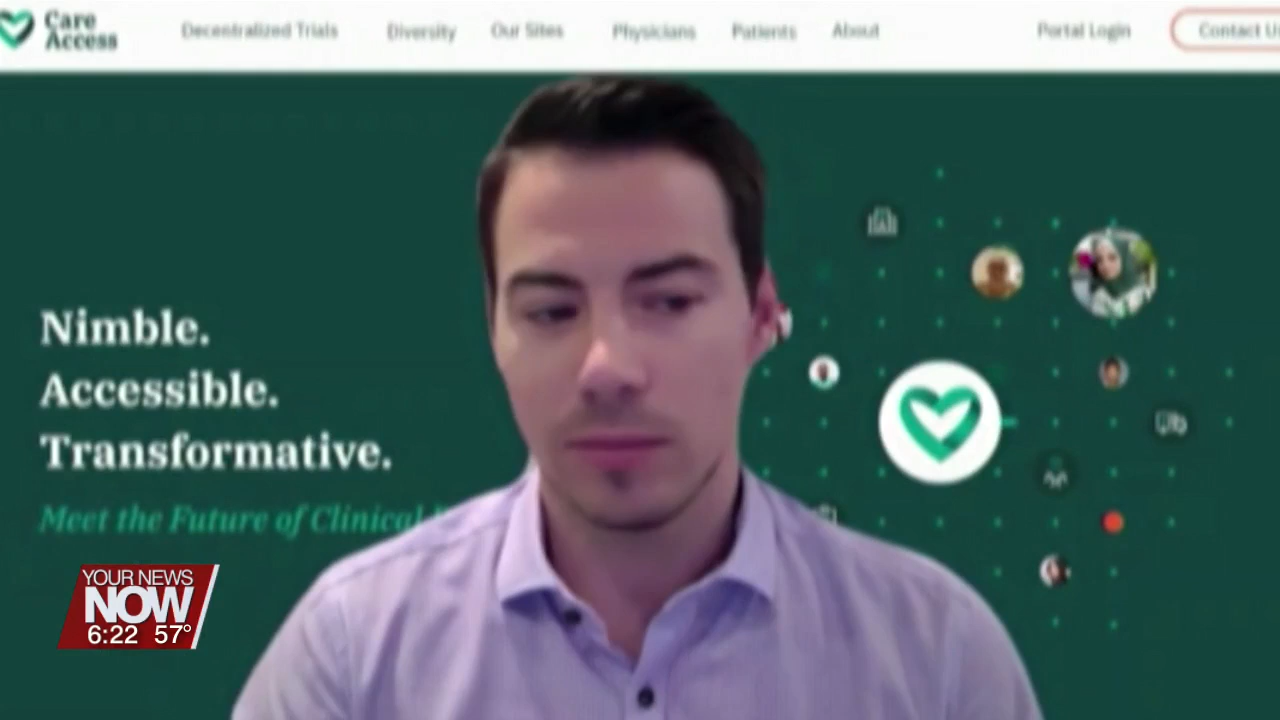 Care
Access
Decentralized Trials Diversity Our Sites Physicians Patients About Portal Login Contact
Nimble.
Accessible.
Transformative.
Meet the Future of Clinical
YOUR NEWS
NOW
6:22 57°